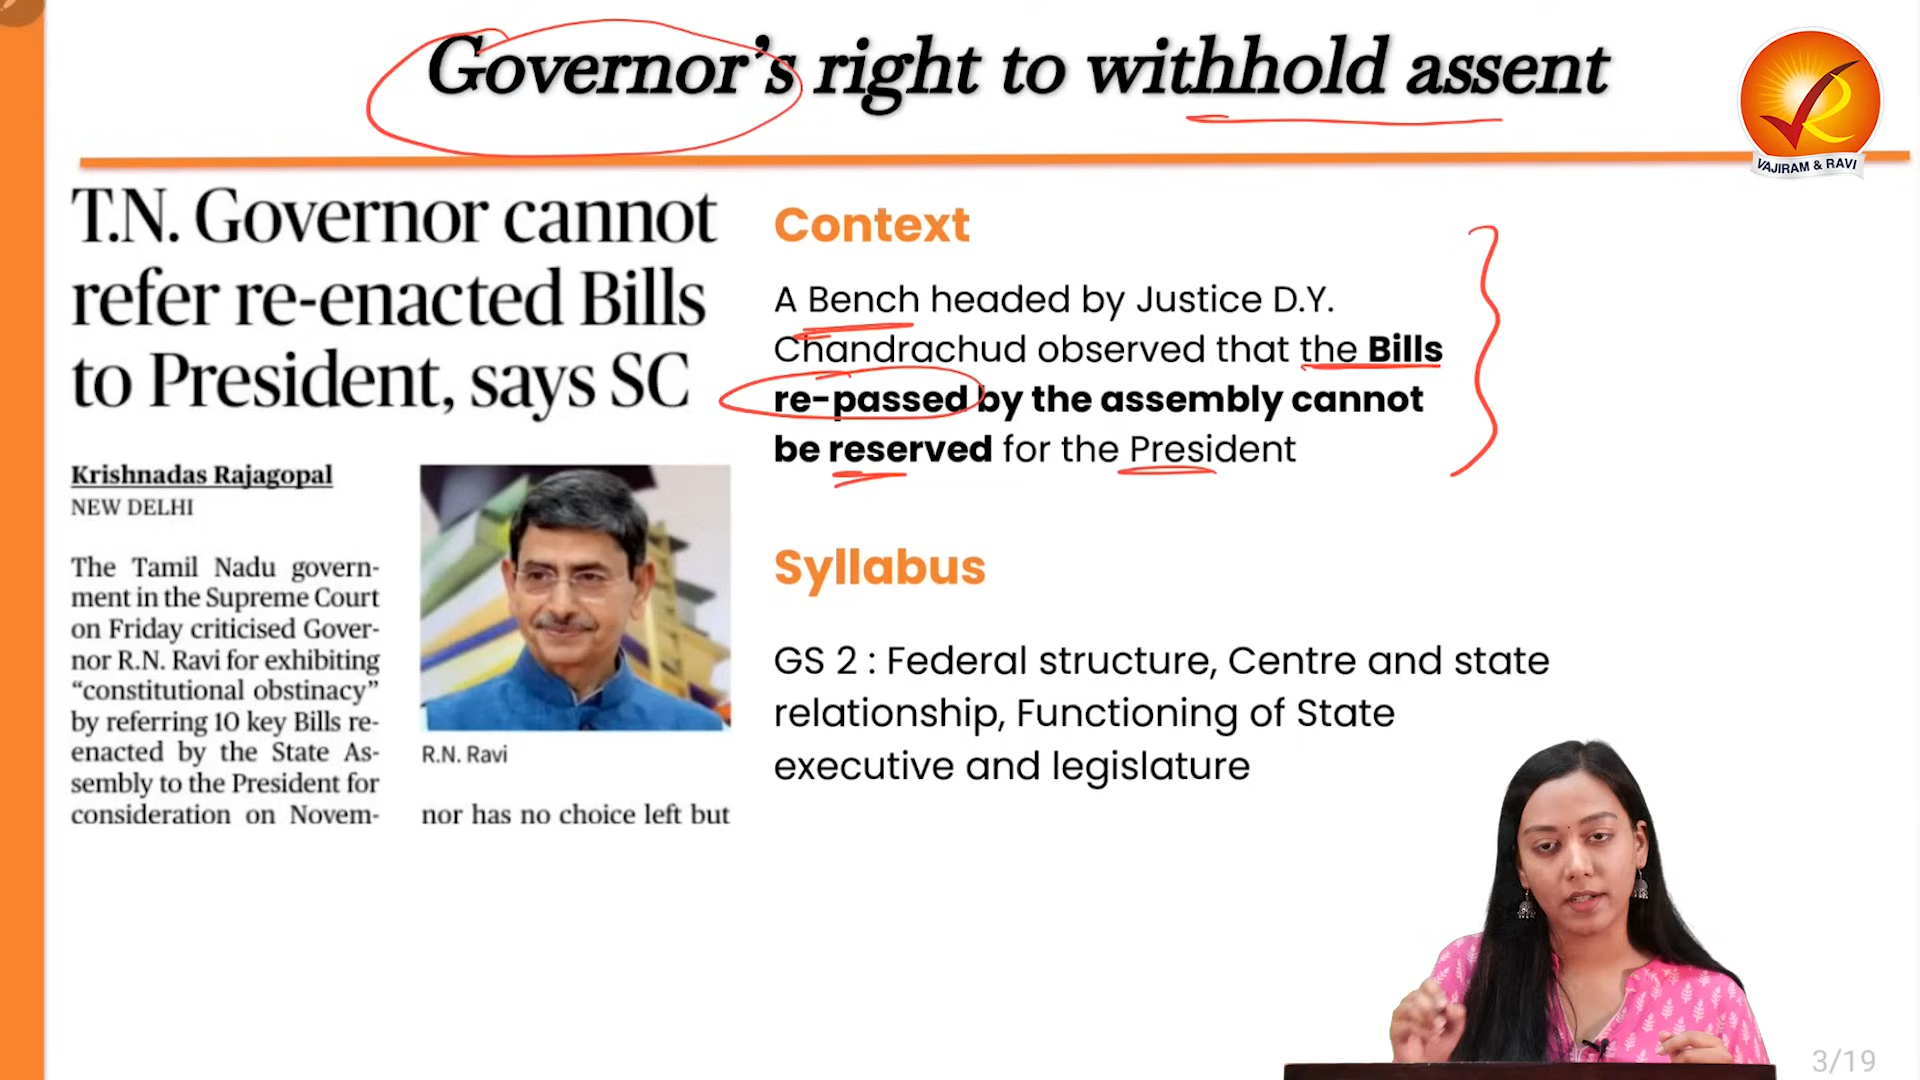 Governor's right to withhold assent
VAJIRAM & RAVI
T.N. Governor cannot
refer re-enacted Bills
to President, says SC
Krishnadas Rajagopal
NEW DELHI
The Tamil Nadu govern-
ment in the Supreme Court
on Friday criticised Gover-
nor R.N. Ravi for exhibiting
“constitutional obstinacy”
by referring 10 key Bills re-
enacted by the State As-
sembly to the President for
consideration on Novem-
R.N. Ravi
nor has no choice left but
Context
A Bench headed by Justice D.Y.
Chandrachud observed that the Bills
re-passed by the assembly cannot
be reserved for the President
Syllabus
GS 2 : Federal structure, Centre and state
relationship, Functioning of State
executive and legislature
3/19